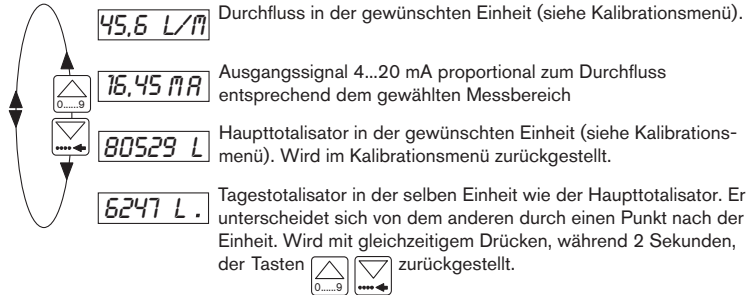 45,6 L/M
Durchfluss in der gewünschten Einheit (siehe Kalibrationsmenü).
16,45 MA
Ausgangssignal 4...20 mA proportional zum Durchfluss
entsprechend dem gewählten Messbereich
0......9
80529 L
Haupttotalisator in der gewünschten Einheit (siehe Kalibrations-
menü). Wird im Kalibrationsmenü zurückgestellt.
6247 L .
Tagestotalisator in der selben Einheit wie der Haupttotalisator. Er
unterscheidet sich von dem anderen durch einen Punkt nach der
Einheit. Wird mit gleichzeitigem Drücken, während 2 Sekunden,
der Tasten zurückgestellt.
0......9